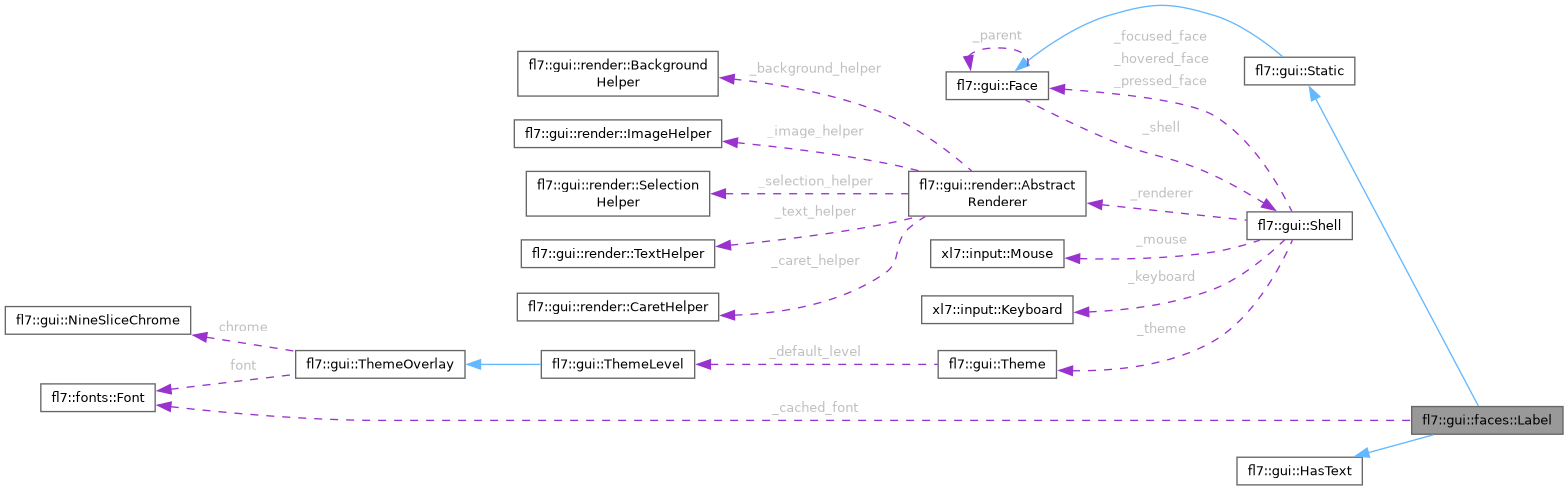 _parent
_focused_face
_hovered_face
_pressed_face
fl7::gui::render::Background
Helper
_background_helper
fl7::gui::Face
fl7::gui::Static
fl7::gui::render::ImageHelper
_image_helper
_shell
fl7::gui::render::Selection
Helper
_selection_helper
fl7::gui::render::Abstract
Renderer
_renderer
_text_helper
fl7::gui::Shell
fl7::gui::render::TextHelper
xl7::input::Mouse
_mouse
_caret_helper
_keyboard
fl7::gui::render::CaretHelper
xl7::input::Keyboard
fl7::gui::NineSliceChrome
chrome
_theme
_default_level
font
fl7::gui::ThemeOverlay
fl7::gui::ThemeLevel
fl7::gui::Theme
fl7::fonts::Font
_cached_font
fl7::gui::faces::Label
fl7::gui::HasText